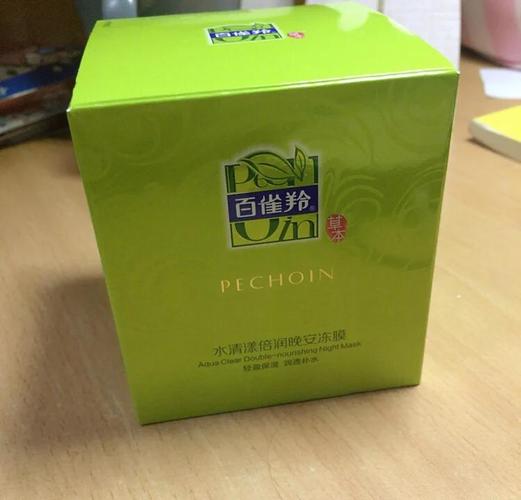 百雀羚
百雀羚®
草本
PECHOIN
水清漾倍润晚安冻膜
Aqua Clear Double-nourishing Night Mask
轻盈保湿 润透补水